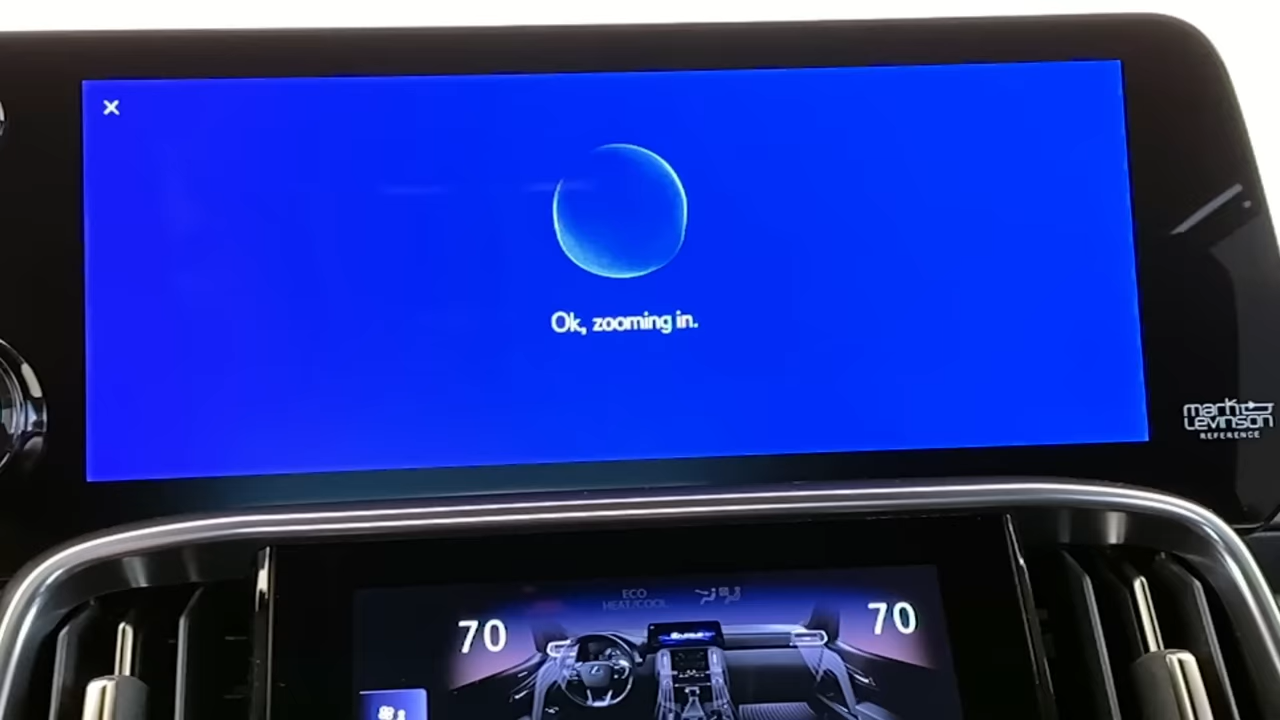 ×
Ok, zooming in.
mark
Levinson
REFERENCE
ECO
HEAT/COOL
70
70